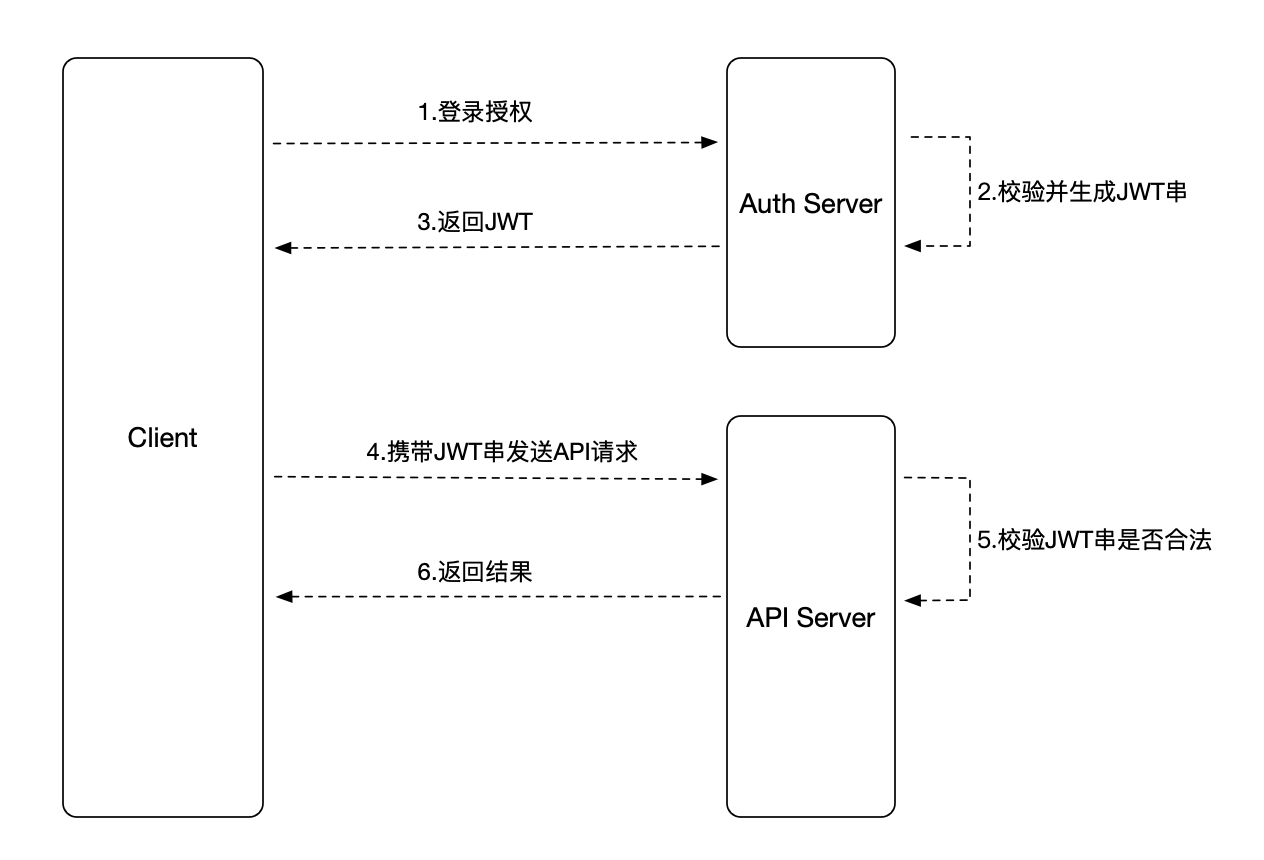 1.登录授权
Auth Server
2.校验并生成JWT串
3.返回JWT
Client
4.携带JWT串发送API请求
5.校验JWT串是否合法
6.返回结果
API Server